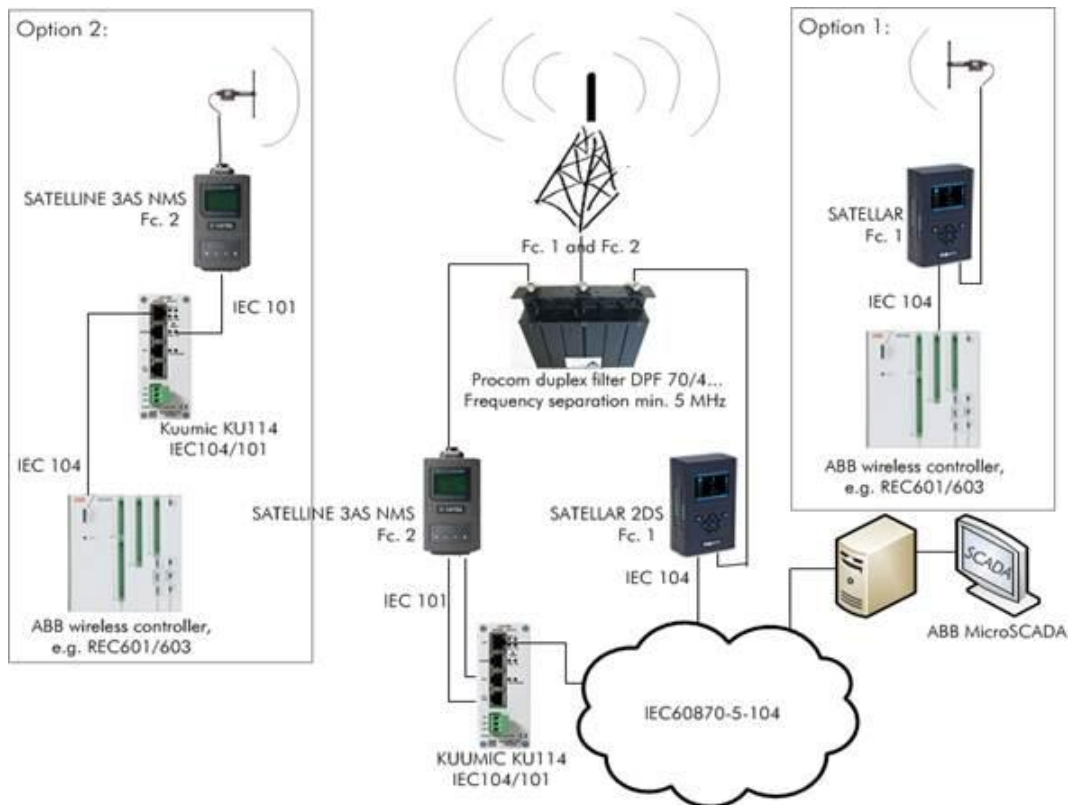 Option 2:
SATELLINE 3AS NMS
Fc. 2
IEC 101
Kuumic KU114
IEC104/101
IEC 104
ABB wireless controller,
e.g. REC601/603
Fc. 1 and Fc. 2
Procom duplex filter DPF 70/4...
Frequency separation min. 5 MHz
SATELLINE 3AS NMS
Fc. 2
IEC 101
KUUMIC KU114
IEC104/101
SATELLAR 2DS
Fc. 1
IEC 104
IEC60870-5-104
Option 1:
SATELLAR
Fc. 1
IEC 104
ABB wireless controller,
e.g. REC601/603
SCADA
ABB MicroSCADA